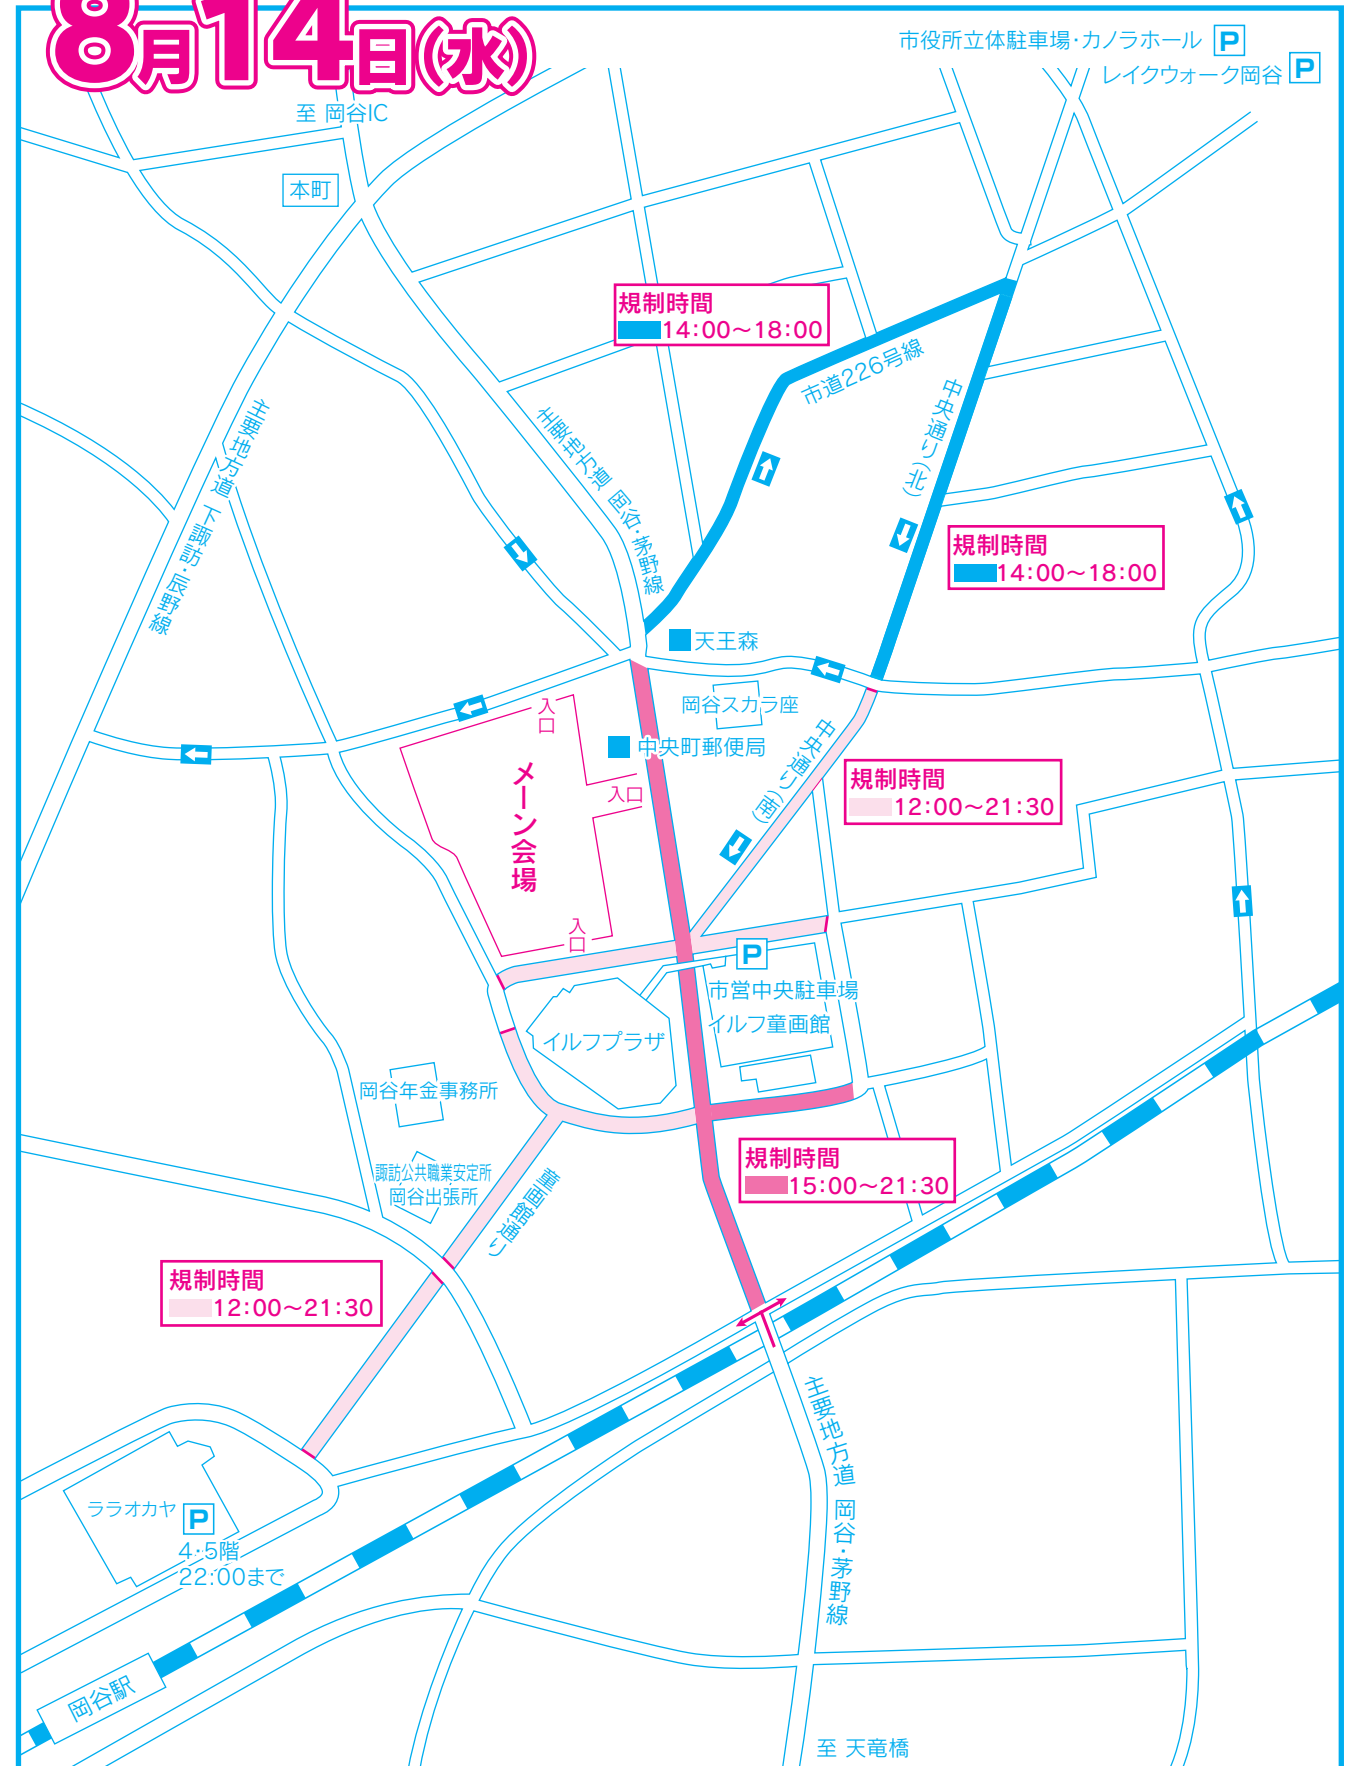 8月14日(水)
市役所立体駐車場・カノラホール P
レイクウォーク岡谷 P
至 岡谷IC
本町
規制時間
14:00〜18:00
市道226号線
中央通り(北)
主要地方道 下諏訪・辰野線
主要地方道 岡谷・茅野線
規制時間
14:00〜18:00
天王森
岡谷スカラ座
入口
中央町郵便局
中央通り(南)
メーン会場
入口
規制時間
12:00〜21:30
入口
P
市営中央駐車場
イルフ童画館
イルフプラザ
岡谷年金事務所
諏訪公共職業安定所
岡谷出張所
童画館通り
規制時間
15:00〜21:30
規制時間
12:00〜21:30
主要地方道 岡谷・茅野線
ララオカヤ P
4・5階
22:00まで
岡谷駅
至 天竜橋